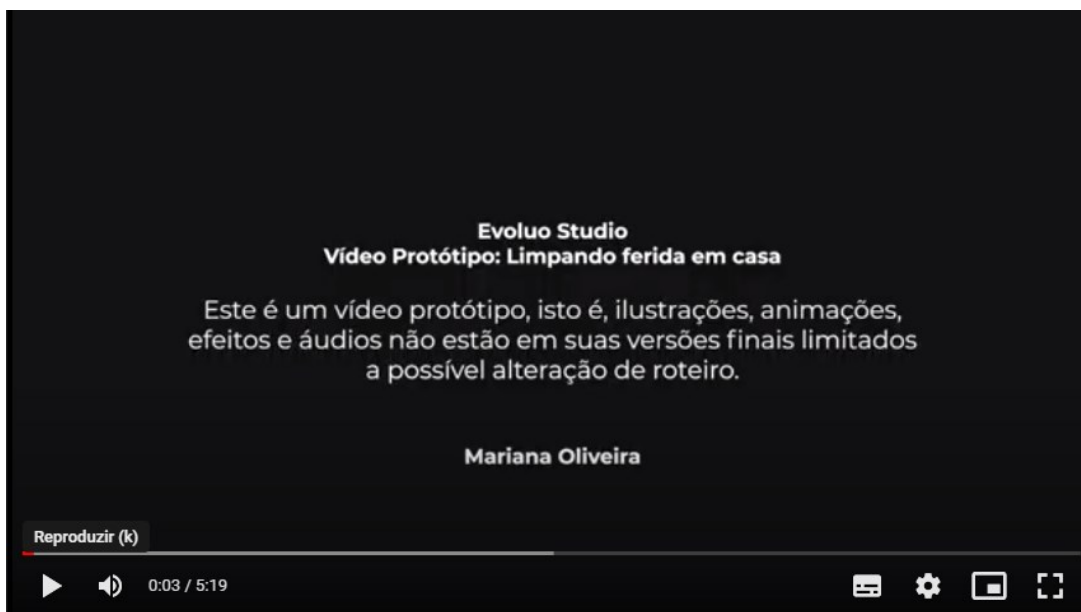 Evoluo Studio
Vídeo Protótipo: Limpando ferida em casa
Este é um vídeo protótipo, isto é, ilustrações, animações,
efeitos e áudios não estão em suas versões finais limitados
a possível alteração de roteiro.
Mariana Oliveira
Reproduzir (k)
0:03 / 5:19